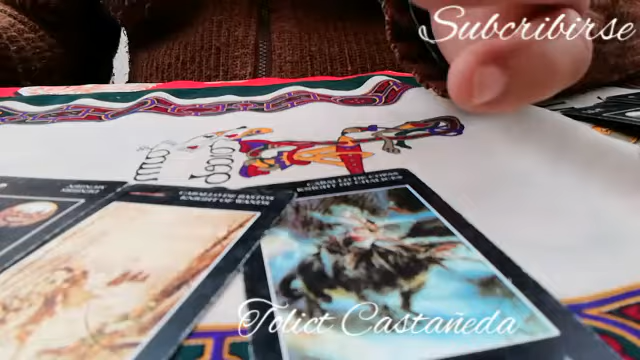 Subcribirse
CABALLO DE BASTOS
KNIGHT OF WANDS
CABALLO DE COPAS
KNIGHT OF CHALICES
Tolict Castañeda